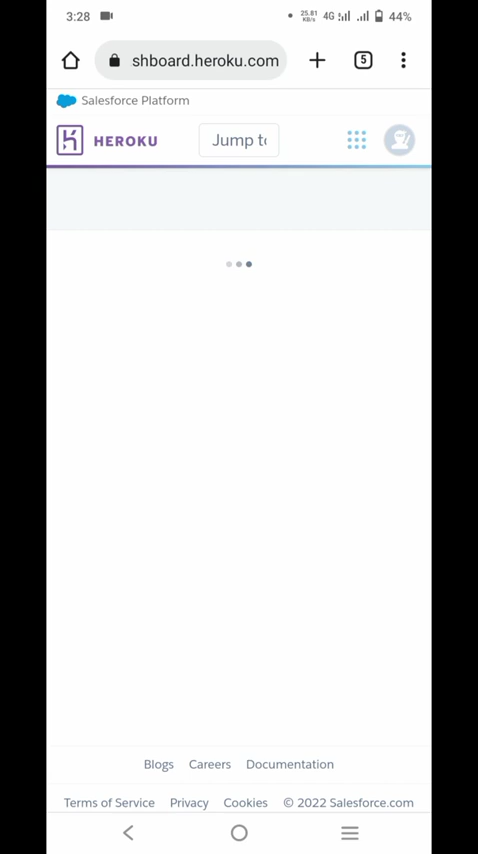 3:28 25.81 KB/s 4G 44%
shboard.heroku.com 5
Salesforce Platform
HEROKU Jump to
Blogs Careers Documentation
Terms of Service Privacy Cookies © 2022 Salesforce.com